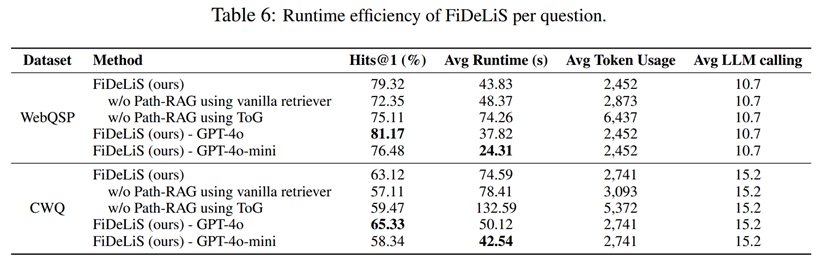 Table 6: Runtime efficiency of FiDeLiS per question.
Dataset Method Hits@1 (%) Avg Runtime (s) Avg Token Usage Avg LLM calling
FiDeLiS (ours) 79.32 43.83 2,452 10.7
w/o Path-RAG using vanilla retriever 72.35 48.37 2,873 10.7
WebQSP w/o Path-RAG using ToG 75.11 74.26 6,437 10.7
FiDeLiS (ours) - GPT-4o 81.17 37.82 2,452 10.7
FiDeLiS (ours) - GPT-4o-mini 76.48 24.31 2,452 10.7
FiDeLiS (ours) 63.12 74.59 2,741 15.2
w/o Path-RAG using vanilla retriever 57.11 78.41 3,093 15.2
CWQ w/o Path-RAG using ToG 59.47 132.59 5,372 15.2
FiDeLiS (ours) - GPT-4o 65.33 50.12 2,741 15.2
FiDeLiS (ours) - GPT-4o-mini 58.34 42.54 2,741 15.2